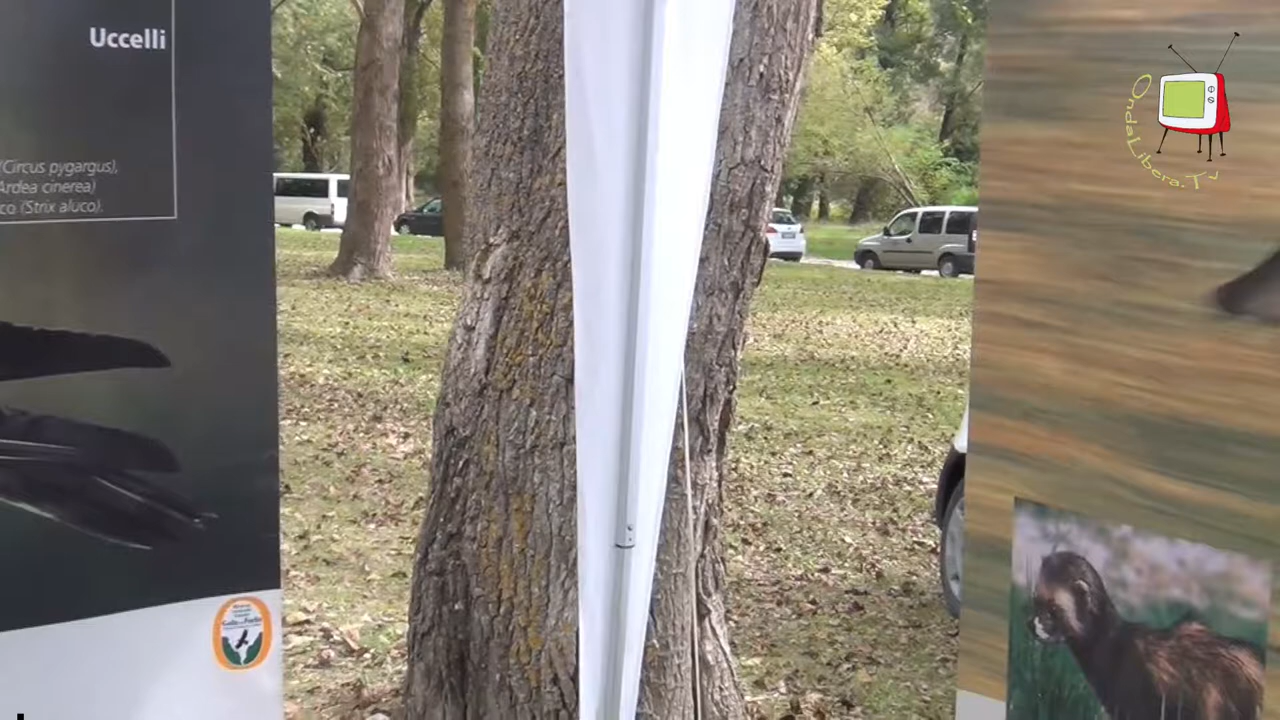 Uccelli
(Circus pygargus),
Ardea cinerea)
co (Strix aluco).
OndaLibera.Tv